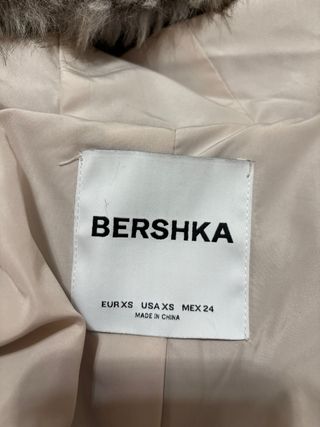 BERSHKA
EUR XS USA XS MEX 24
MADE IN CHINA